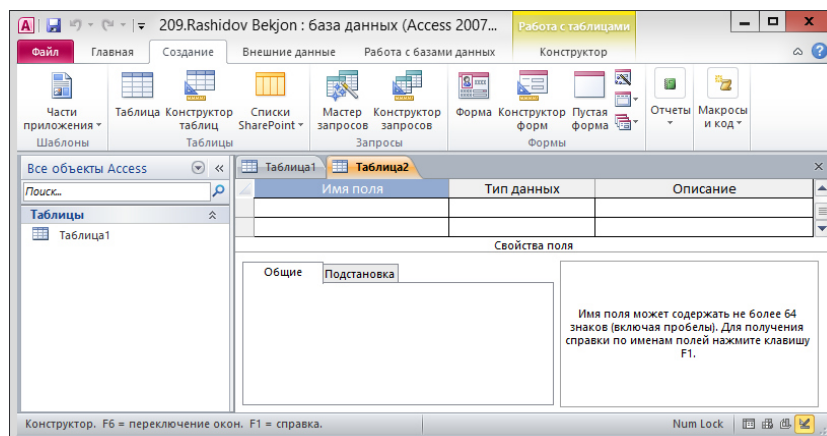 209.Rashidov Bekjon : база данных (Access 2007...
Работа с таблицами
Файл Главная Создание Внешние данные Работа с базами данных Конструктор
Части приложения
Таблица
Конструктор таблиц
Списки SharePoint
Мастер запросов
Конструктор запросов
Форма
Конструктор форм
Пустая форма
Отчеты
Макросы и код
Шаблоны Таблицы Запросы Формы
Все объекты Access
Поиск...
Таблицы
Таблица1
Таблица1 Таблица2
Имя поля Тип данных Описание
Свойства поля
Общие Подстановка
Имя поля может содержать не более 64
знаков (включая пробелы). Для получения
справки по именам полей нажмите клавишу
F1.
Конструктор. F6 = переключение окон. F1 = справка. Num Lock